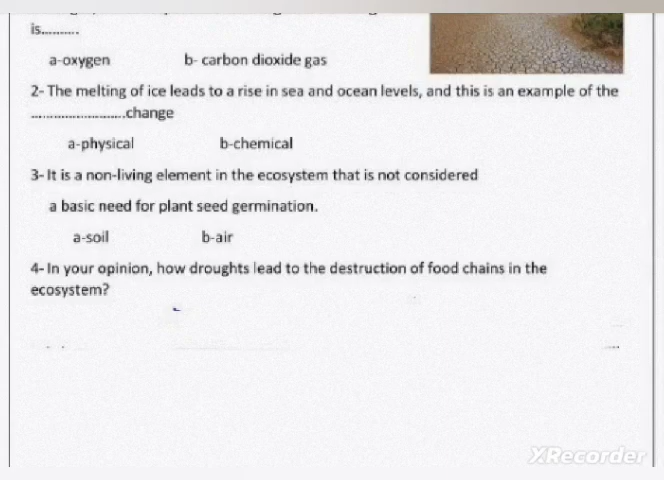 is..........
a-oxygen b- carbon dioxide gas
2- The melting of ice leads to a rise in sea and ocean levels, and this is an example of the
............................change
a-physical b-chemical
3- It is a non-living element in the ecosystem that is not considered
a basic need for plant seed germination.
a-soil b-air
4- In your opinion, how droughts lead to the destruction of food chains in the
ecosystem?
XRecorder